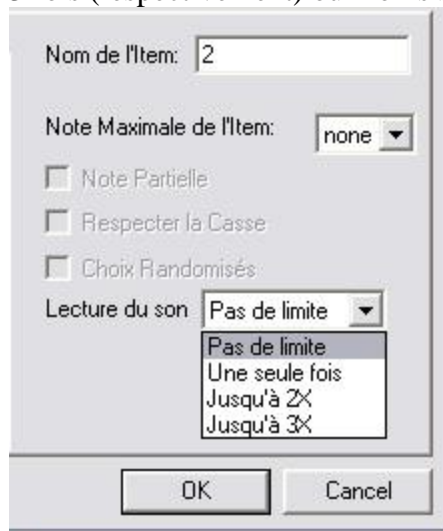 Nom de l'Item: 2
Note Maximale de l'Item: none
Note Partielle
Respecter la Casse
Choix Randomisés
Lecture du son Pas de limite
Pas de limite
Une seule fois
Jusqu'à 2X
Jusqu'à 3X
OK Cancel